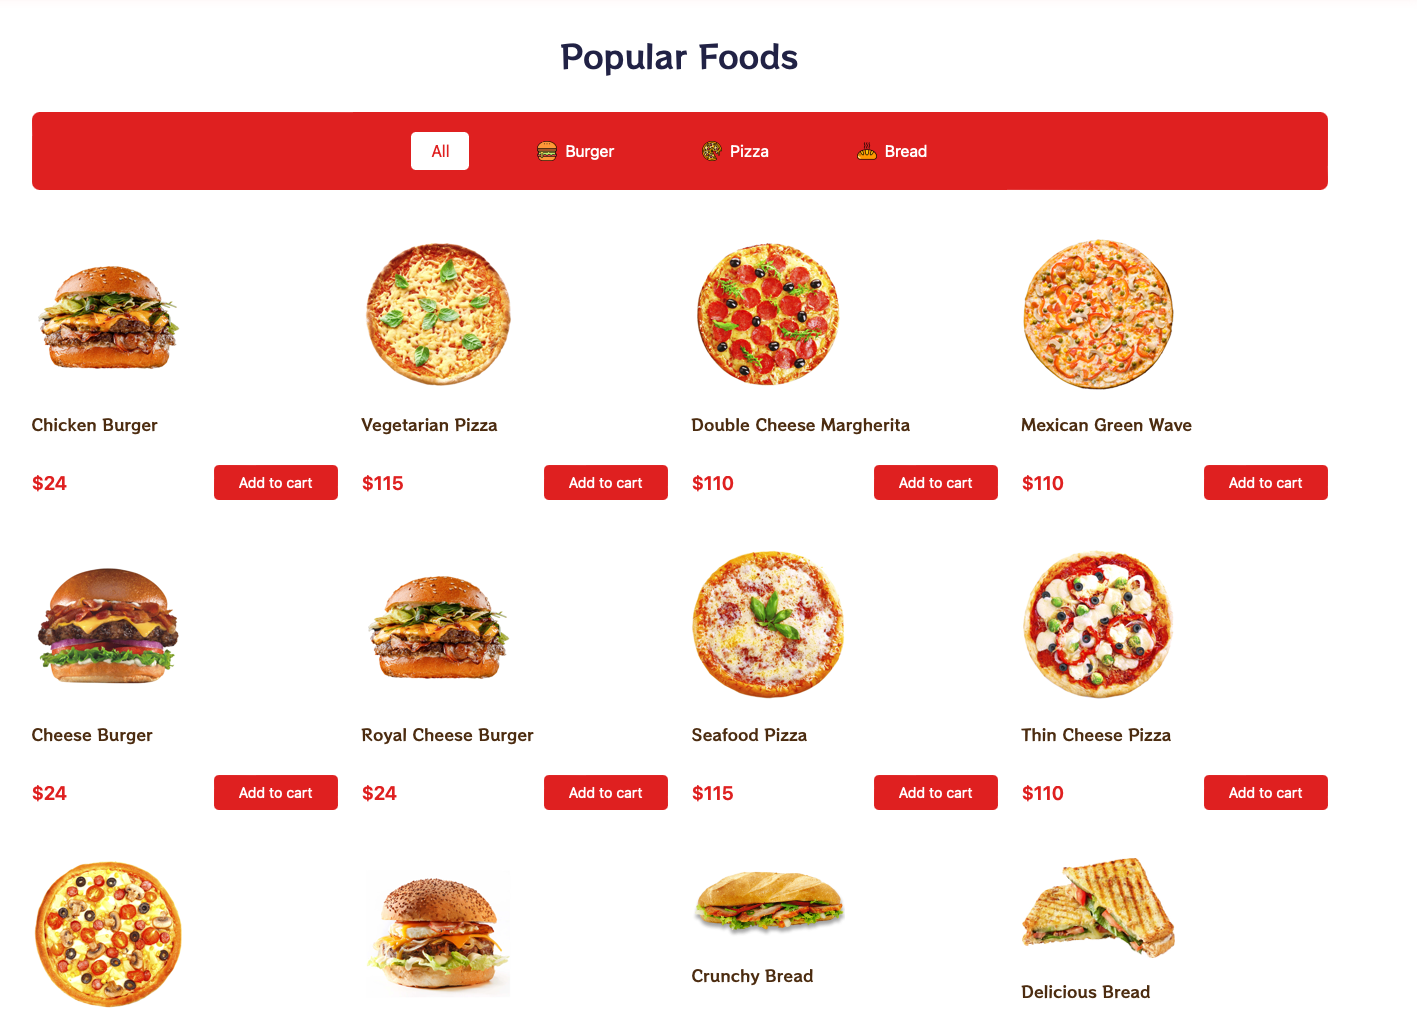 Popular Foods
All Burger Pizza Bread
Chicken Burger Vegetarian Pizza Double Cheese Margherita Mexican Green Wave
$24 Add to cart $115 Add to cart $110 Add to cart $110 Add to cart
Cheese Burger Royal Cheese Burger Seafood Pizza Thin Cheese Pizza
$24 Add to cart $24 Add to cart $115 Add to cart $110 Add to cart
Crunchy Bread
Delicious Bread